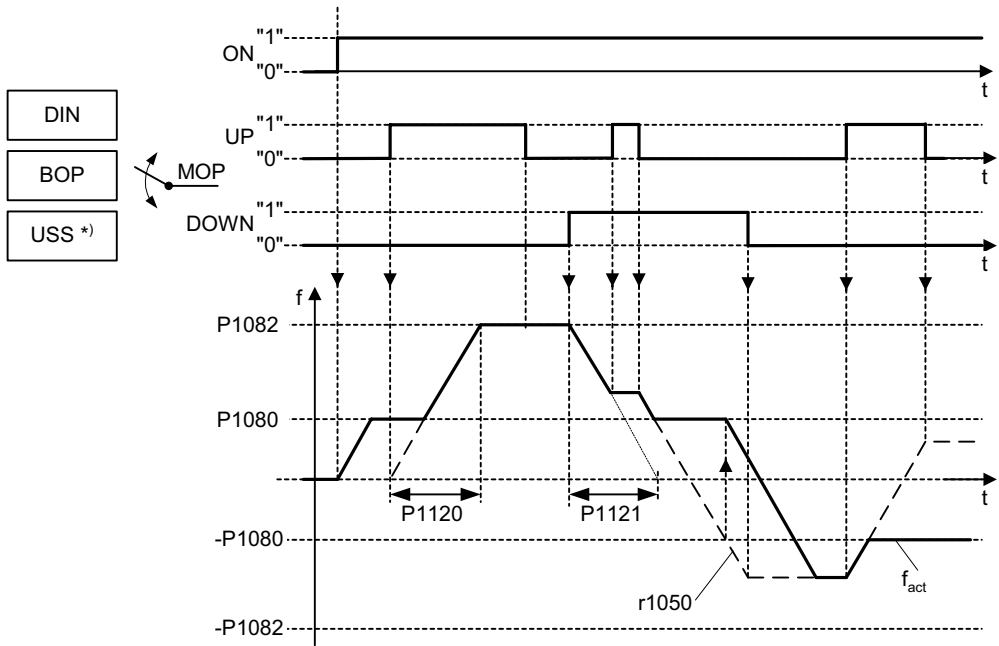 "1"
ON
"0"
t
DIN
BOP
USS *)
MOP
"1"
UP
"0"
t
"1"
DOWN
"0"
t
f
P1082
P1080
t
P1120
P1121
-P1080
r1050
fact
-P1082